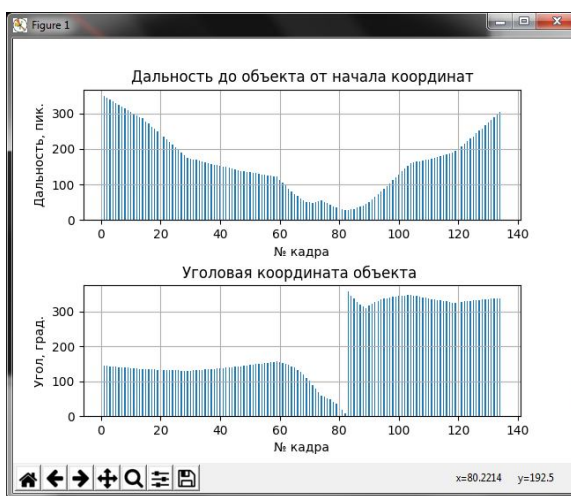 Figure 1
Дальность до объекта от начала координат
Дальность, пик.
300
200
100
0
0 20 40 60 80 100 120 140
№ кадра
Угловая координата объекта
Угол, град.
300
200
100
0
0 20 40 60 80 100 120 140
№ кадра
x=80.2214 y=192.5